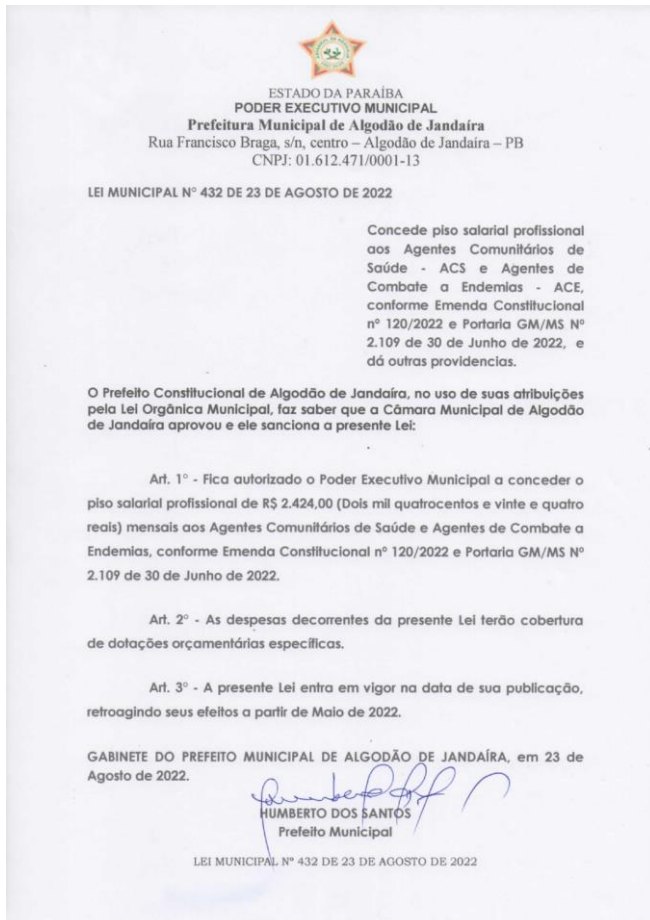 ESTADO DA PARAÍBA
PODER EXECUTIVO MUNICIPAL
Prefeitura Municipal de Algodão de Jandaíra
Rua Francisco Braga, s/n, centro – Algodão de Jandaíra – PB
CNPJ: 01.612.471/0001-13
LEI MUNICIPAL Nº 432 DE 23 DE AGOSTO DE 2022
Concede piso salarial profissional
aos Agentes Comunitários de
Saúde - ACS e Agentes de
Combate a Endemias - ACE,
conforme Emenda Constitucional
nº 120/2022 e Portaria GM/MS Nº
2.109 de 30 de Junho de 2022, e
dá outras providencias.
O Prefeito Constitucional de Algodão de Jandaíra, no uso de suas atribuições
pela Lei Orgânica Municipal, faz saber que a Câmara Municipal de Algodão
de Jandaíra aprovou e ele sanciona a presente Lei:
Art. 1º - Fica autorizado o Poder Executivo Municipal a conceder o
piso salarial profissional de R$ 2.424,00 (Dois mil quatrocentos e vinte e quatro
reais) mensais aos Agentes Comunitários de Saúde e Agentes de Combate a
Endemias, conforme Emenda Constitucional nº 120/2022 e Portaria GM/MS Nº
2.109 de 30 de Junho de 2022.
Art. 2º - As despesas decorrentes da presente Lei terão cobertura
de dotações orçamentárias específicas.
Art. 3º - A presente Lei entra em vigor na data de sua publicação,
retroagindo seus efeitos a partir de Maio de 2022.
GABINETE DO PREFEITO MUNICIPAL DE ALGODÃO DE JANDAÍRA, em 23 de
Agosto de 2022.
HUMBERTO DOS SANTOS
Prefeito Municipal
LEI MUNICIPAL Nº 432 DE 23 DE AGOSTO DE 2022